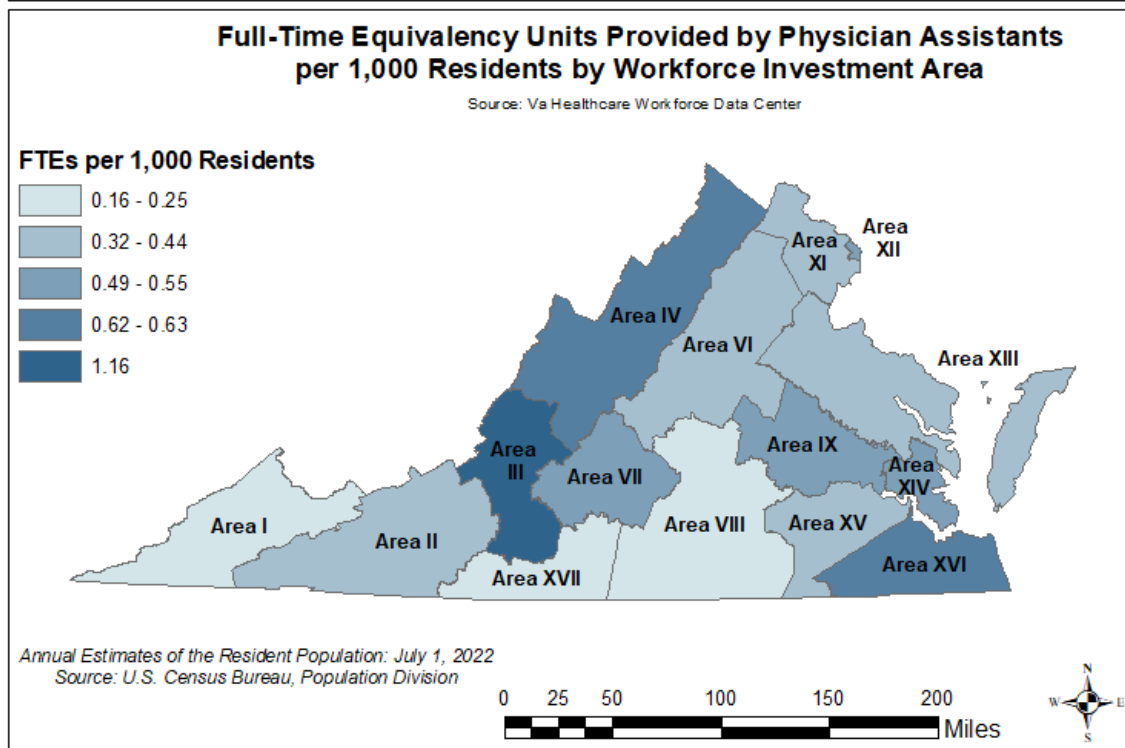 Full-Time Equivalency Units Provided by Physician Assistants
per 1,000 Residents by Workforce Investment Area
Source: Va Healthcare Workforce Data Center
FTEs per 1,000 Residents
0.16 - 0.25
0.32 - 0.44
0.49 - 0.55
0.62 - 0.63
1.16
Area
XII
Area
XI
Area IV
Area VI
Area XIII
Area
III
Area VII
Area IX
Area
XIV
Area I
Area II
Area VIII
Area XV
Area XVII
Area XVI
Annual Estimates of the Resident Population: July 1, 2022
Source: U.S. Census Bureau, Population Division
0 25 50 100 150 200
Miles
N
W E
S